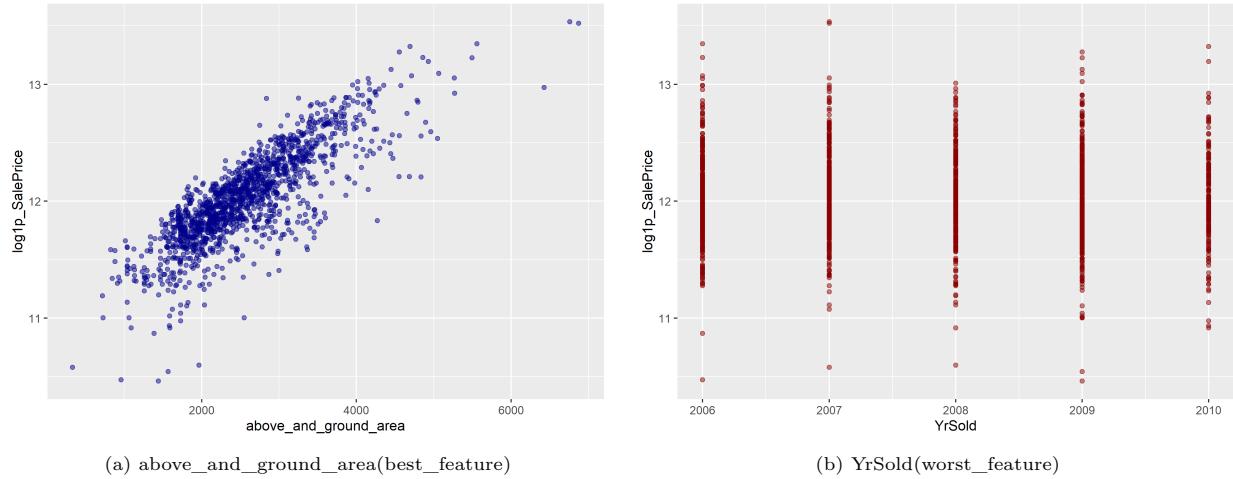 13
12
11
log1p_SalePrice
2000
4000
6000
above_and_ground_area
(a) above_and_ground_area(best_feature)
13
12
11
log1p_SalePrice
2006
2007
2008
2009
2010
YrSold
(b) YrSold(worst_feature)